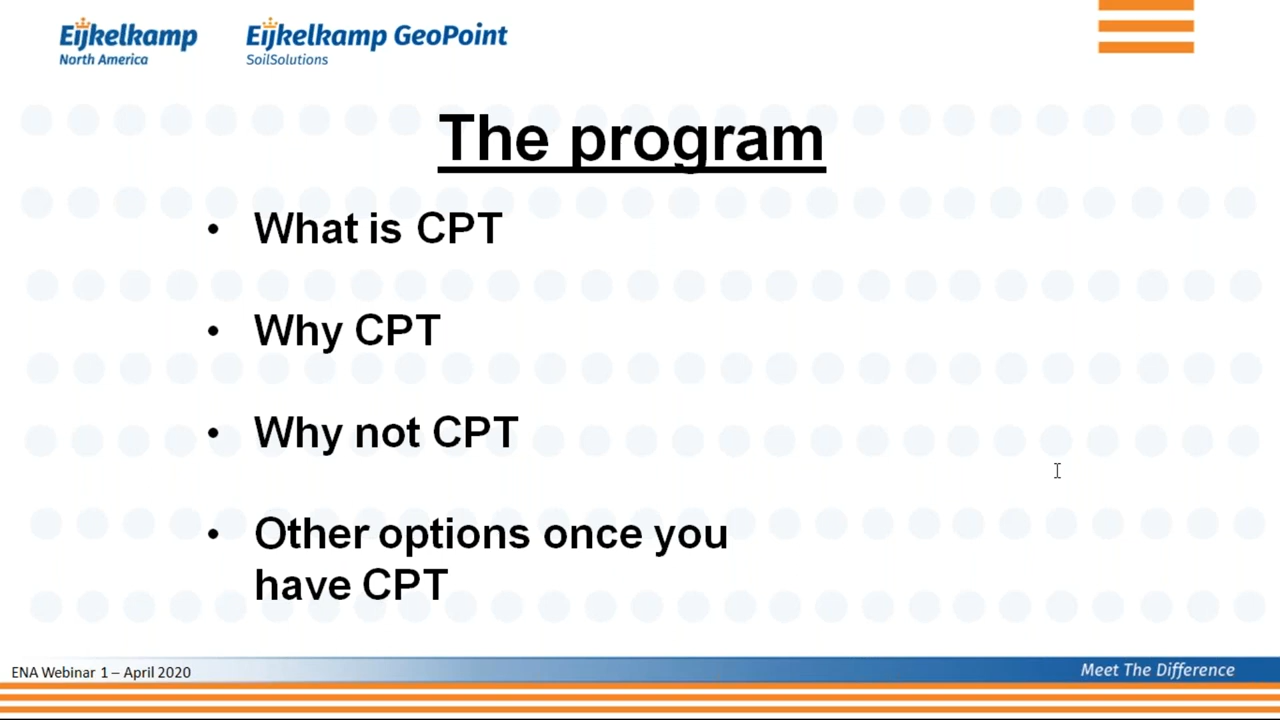 Eijkelkamp
North America
Eijkelkamp GeoPoint
SoilSolutions
The program
• What is CPT
• Why CPT
• Why not CPT
• Other options once you
have CPT
ENA Webinar 1 – April 2020
Meet The Difference